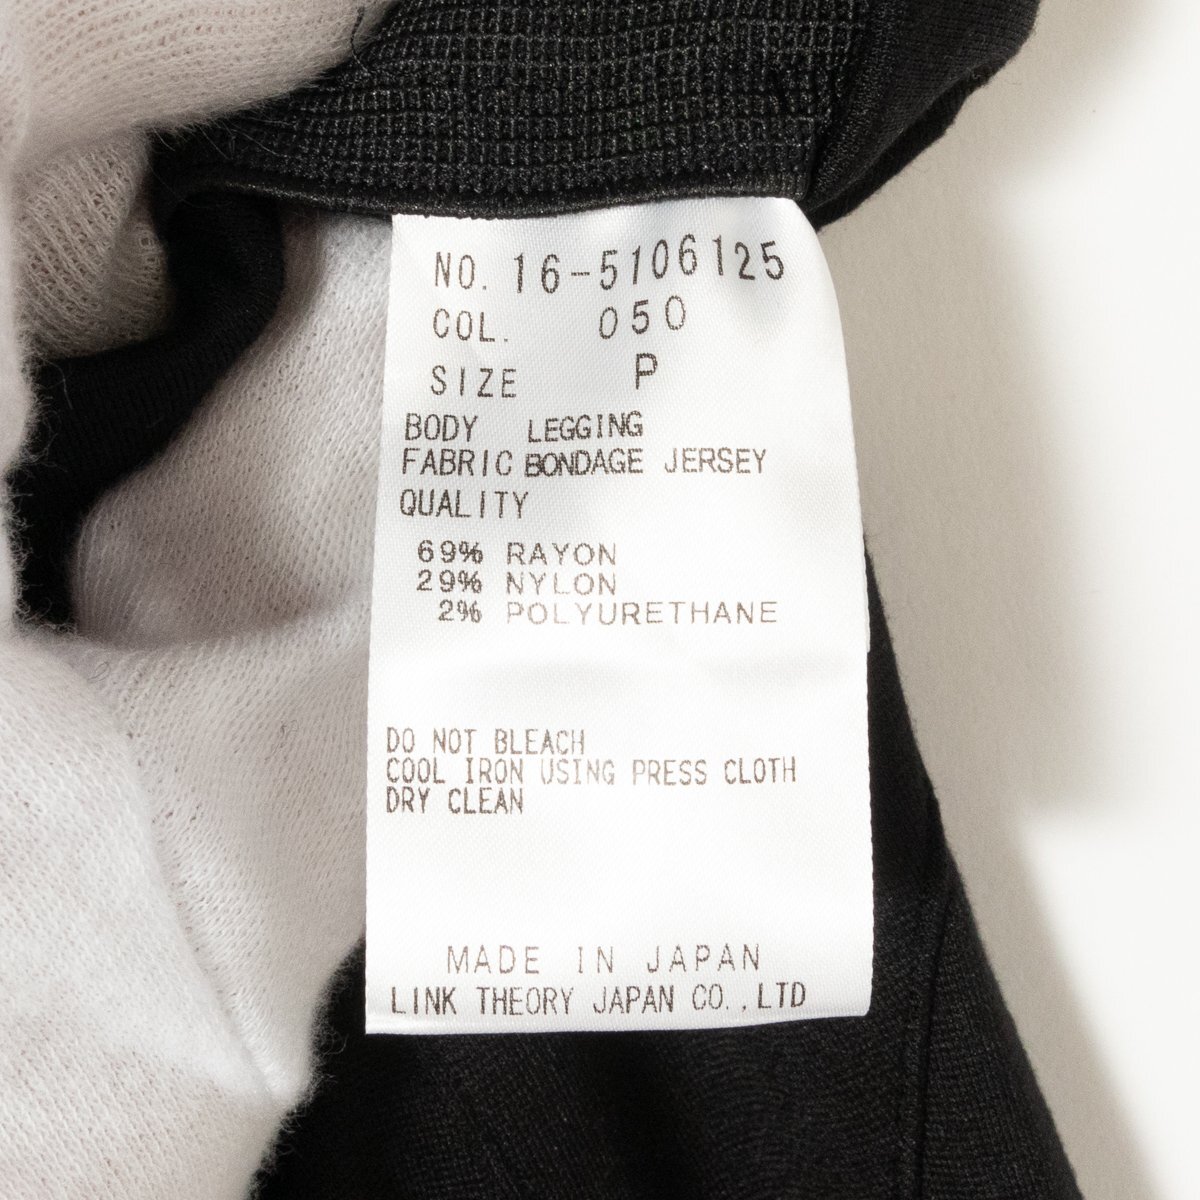 NO. 16-5106125
COL. 050
SIZE P
BODY LEGGING
FABRIC BONDAGE JERSEY
QUALITY
69% RAYON
29% NYLON
2% POLYURETHANE
DO NOT BLEACH
COOL IRON USING PRESS CLOTH
DRY CLEAN
MADE IN JAPAN
LINK THEORY JAPAN CO.,LTD